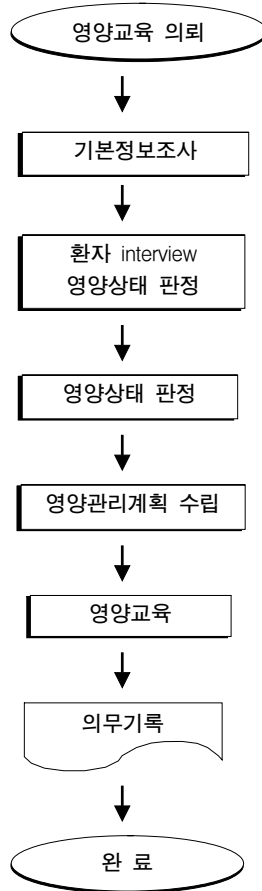 영양교육 의뢰
기본정보조사
환자 interview
영양상태 판정
영양상태 판정
영양관리계획 수립
영양교육
의무기록
완 료